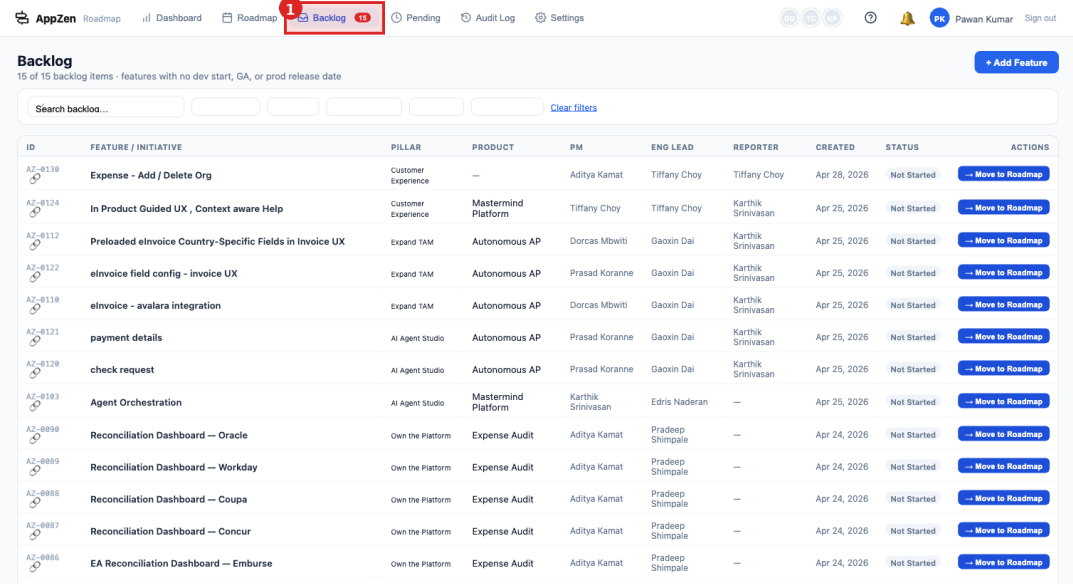 AppZen Roadmap Dashboard Roadmap 1 Backlog 15 Pending Audit Log Settings GD TC KP ? PK Pawan Kumar Sign out
Backlog
+ Add Feature
15 of 15 backlog items · features with no dev start, GA, or prod release date
Search backlog... Clear filters
ID FEATURE / INITIATIVE PILLAR PRODUCT PM ENG LEAD REPORTER CREATED STATUS ACTIONS
AZ-0130 Expense - Add / Delete Org Customer Experience — Aditya Kamat Tiffany Choy Tiffany Choy Apr 28, 2026 Not Started → Move to Roadmap
AZ-0124 In Product Guided UX , Context aware Help Customer Experience Mastermind Platform Tiffany Choy Tiffany Choy Karthik Srinivasan Apr 25, 2026 Not Started → Move to Roadmap
AZ-0112 Preloaded eInvoice Country-Specific Fields in Invoice UX Expand TAM Autonomous AP Dorcas Mbwiti Gaoxin Dai Karthik Srinivasan Apr 25, 2026 Not Started → Move to Roadmap
AZ-0122 eInvoice field config - invoice UX Expand TAM Autonomous AP Prasad Koranne Gaoxin Dai Karthik Srinivasan Apr 25, 2026 Not Started → Move to Roadmap
AZ-0110 eInvoice - avalara integration Expand TAM Autonomous AP Dorcas Mbwiti Gaoxin Dai Karthik Srinivasan Apr 25, 2026 Not Started → Move to Roadmap
AZ-0121 payment details AI Agent Studio Autonomous AP Prasad Koranne Gaoxin Dai Karthik Srinivasan Apr 25, 2026 Not Started → Move to Roadmap
AZ-0120 check request AI Agent Studio Autonomous AP Prasad Koranne Gaoxin Dai Karthik Srinivasan Apr 25, 2026 Not Started → Move to Roadmap
AZ-0103 Agent Orchestration AI Agent Studio Mastermind Platform Karthik Srinivasan Edris Naderan — Apr 25, 2026 Not Started → Move to Roadmap
AZ-0090 Reconciliation Dashboard — Oracle Own the Platform Expense Audit Aditya Kamat Pradeep Shimpale — Apr 24, 2026 Not Started → Move to Roadmap
AZ-0089 Reconciliation Dashboard — Workday Own the Platform Expense Audit Aditya Kamat Pradeep Shimpale — Apr 24, 2026 Not Started → Move to Roadmap
AZ-0088 Reconciliation Dashboard — Coupa Own the Platform Expense Audit Aditya Kamat Pradeep Shimpale — Apr 24, 2026 Not Started → Move to Roadmap
AZ-0087 Reconciliation Dashboard — Concur Own the Platform Expense Audit Aditya Kamat Pradeep Shimpale — Apr 24, 2026 Not Started → Move to Roadmap
AZ-0086 EA Reconciliation Dashboard — Emburse Own the Platform Expense Audit Aditya Kamat Pradeep Shimpale — Apr 24, 2026 Not Started → Move to Roadmap